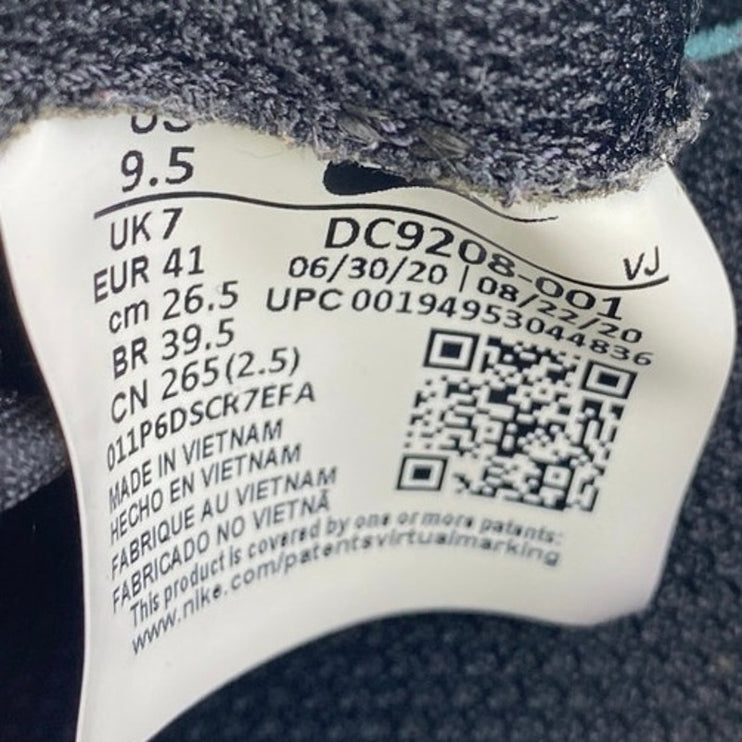 US
9.5
UK 7
EUR 41
cm 26.5
BR 39.5
CN 265(2.5)
011P6DSCR7EFA
MADE IN VIETNAM
HECHO EN VIETNAM
FABRIQUE AU VIETNAM
FABRICADO NO VIETNÃ
This product is covered by one or more patents:
www.nike.com/patentsvirtualmarking
DC9208-001
VJ
06/30/20 | 08/22/20
UPC 00194953044836